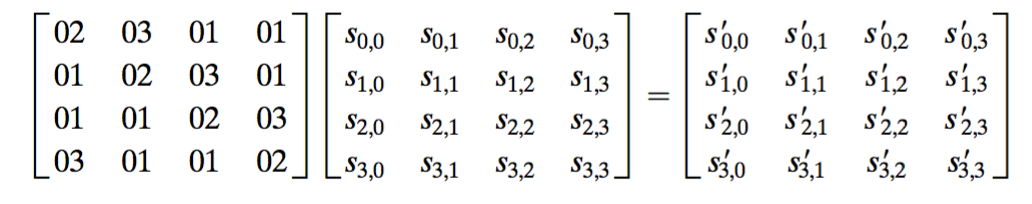 02 03 01 01 s0,0 s0,1 s0,2 s0,3 s′0,0 s′0,1 s′0,2 s′0,3
01 02 03 01 s1,0 s1,1 s1,2 s1,3 = s′1,0 s′1,1 s′1,2 s′1,3
01 01 02 03 s2,0 s2,1 s2,2 s2,3 s′2,0 s′2,1 s′2,2 s′2,3
03 01 01 02 s3,0 s3,1 s3,2 s3,3 s′3,0 s′3,1 s′3,2 s′3,3